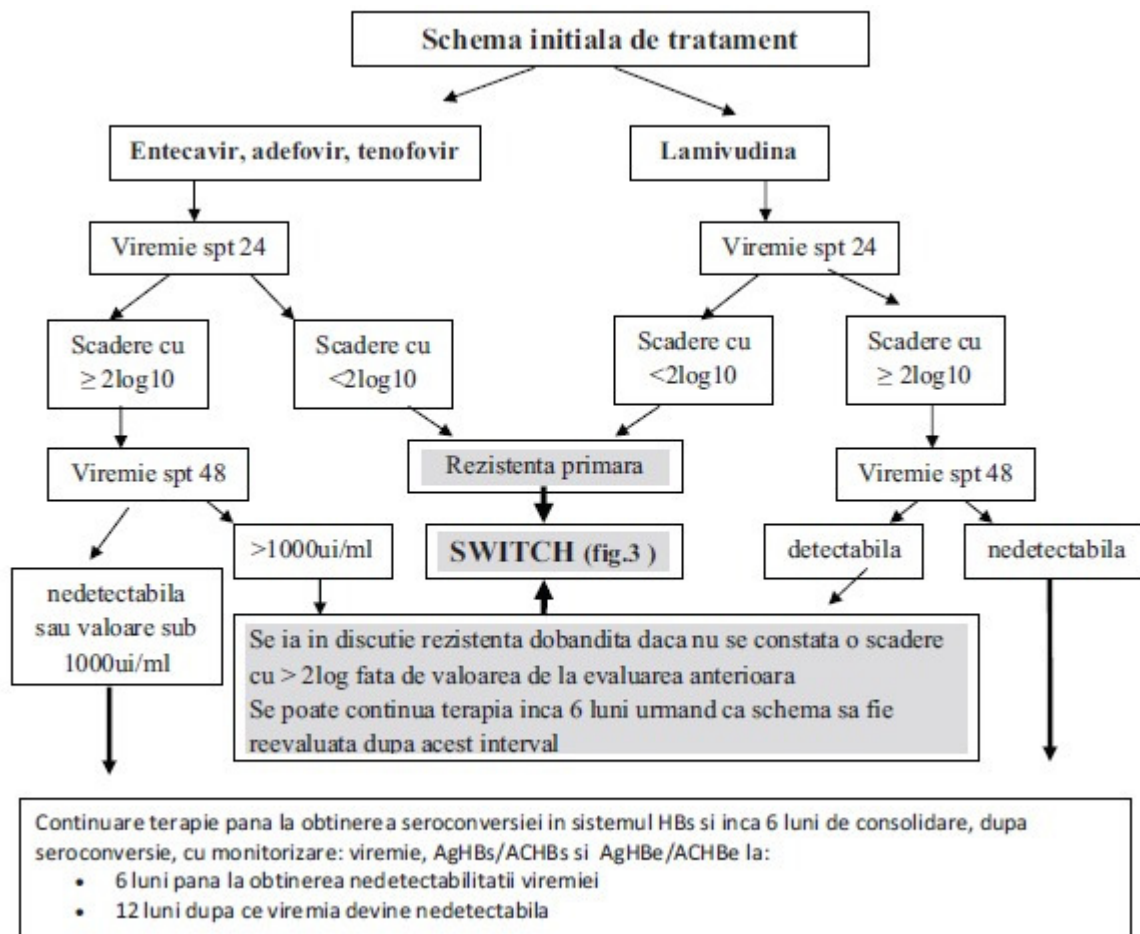 Schema initiala de tratament
Entecavir, adefovir, tenofovir
Lamivudina
Viremie spt 24
Viremie spt 24
Scadere cu
≥ 2log10
Scadere cu
<2log10
Scadere cu
<2log10
Scadere cu
≥ 2log10
Viremie spt 48
Rezistenta primara
Viremie spt 48
>1000ui/ml
SWITCH (fig.3 )
detectabila
nedetectabila
nedetectabila
sau valoare sub
1000ui/ml
Se ia in discutie rezistenta dobandita daca nu se constata o scadere
cu > 2log fata de valoarea de la evaluarea anterioara
Se poate continua terapia inca 6 luni urmand ca schema sa fie
reevaluata dupa acest interval
Continuare terapie pana la obtinerea seroconversiei in sistemul HBs si inca 6 luni de consolidare, dupa
seroconversie, cu monitorizare: viremie, AgHBs/ACHBs si AgHBe/ACHBe la:
• 6 luni pana la obtinerea nedetectabilitatii viremiei
• 12 luni dupa ce viremia devine nedetectabila